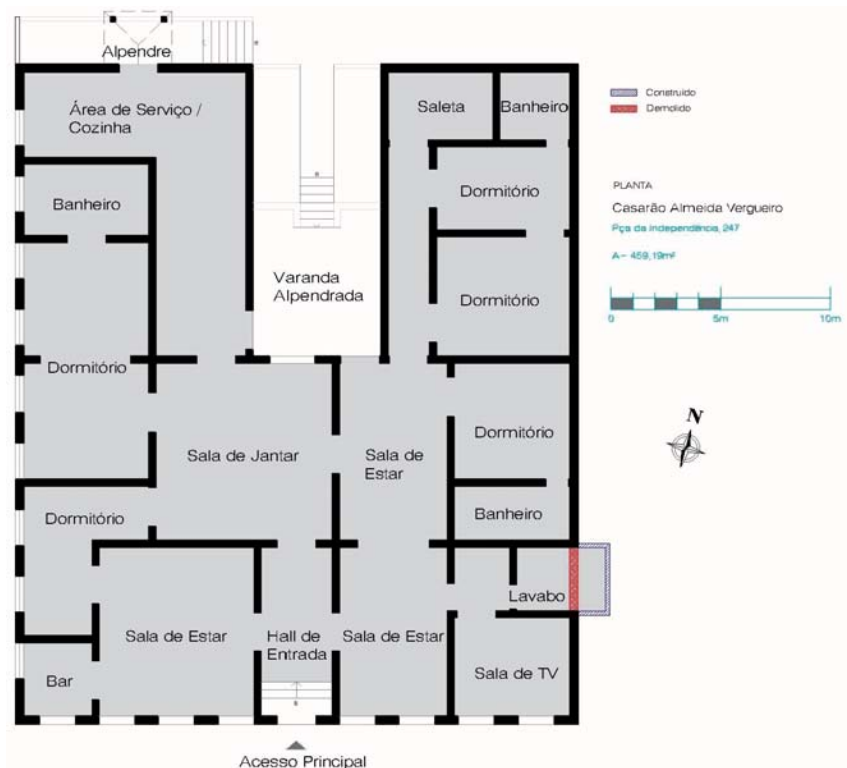 Alpendre
Área de Serviço /
Cozinha
Saleta
Banheiro
Construído
Demolido
Banheiro
Dormitório
PLANTA
Casarão Almeida Vergueiro
Pça da Independência, 247
A= 459,19m²
Varanda
Alpendrada
Dormitório
0
5m
10m
Dormitório
N
Sala de Jantar
Sala de
Estar
Dormitório
Dormitório
Banheiro
Lavabo
Sala de Estar
Hall de
Entrada
Sala de Estar
Bar
Sala de TV
Acesso Principal